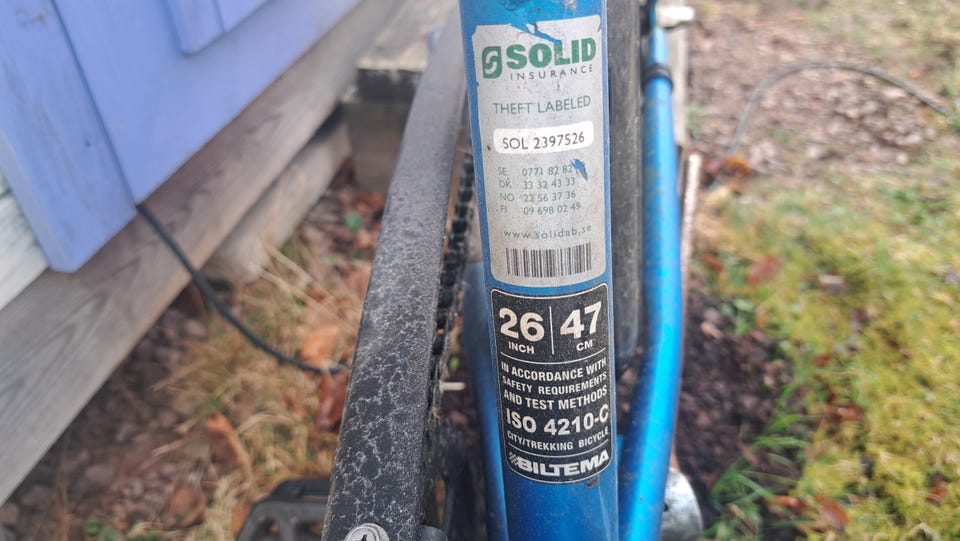 SOLID
INSURANCE
THEFT LABELED
SOL 2397526
SE: 0771 82 82
DK: 33 32 43 33
NO: 22 56 37 36
FI: 09 698 02 49
www.solidab.se
26 INCH | 47 CM
IN ACCORDANCE WITH
SAFETY REQUIREMENTS
AND TEST METHODS
ISO 4210-C
CITY/TREKKING BICYCLE
BILTEMA